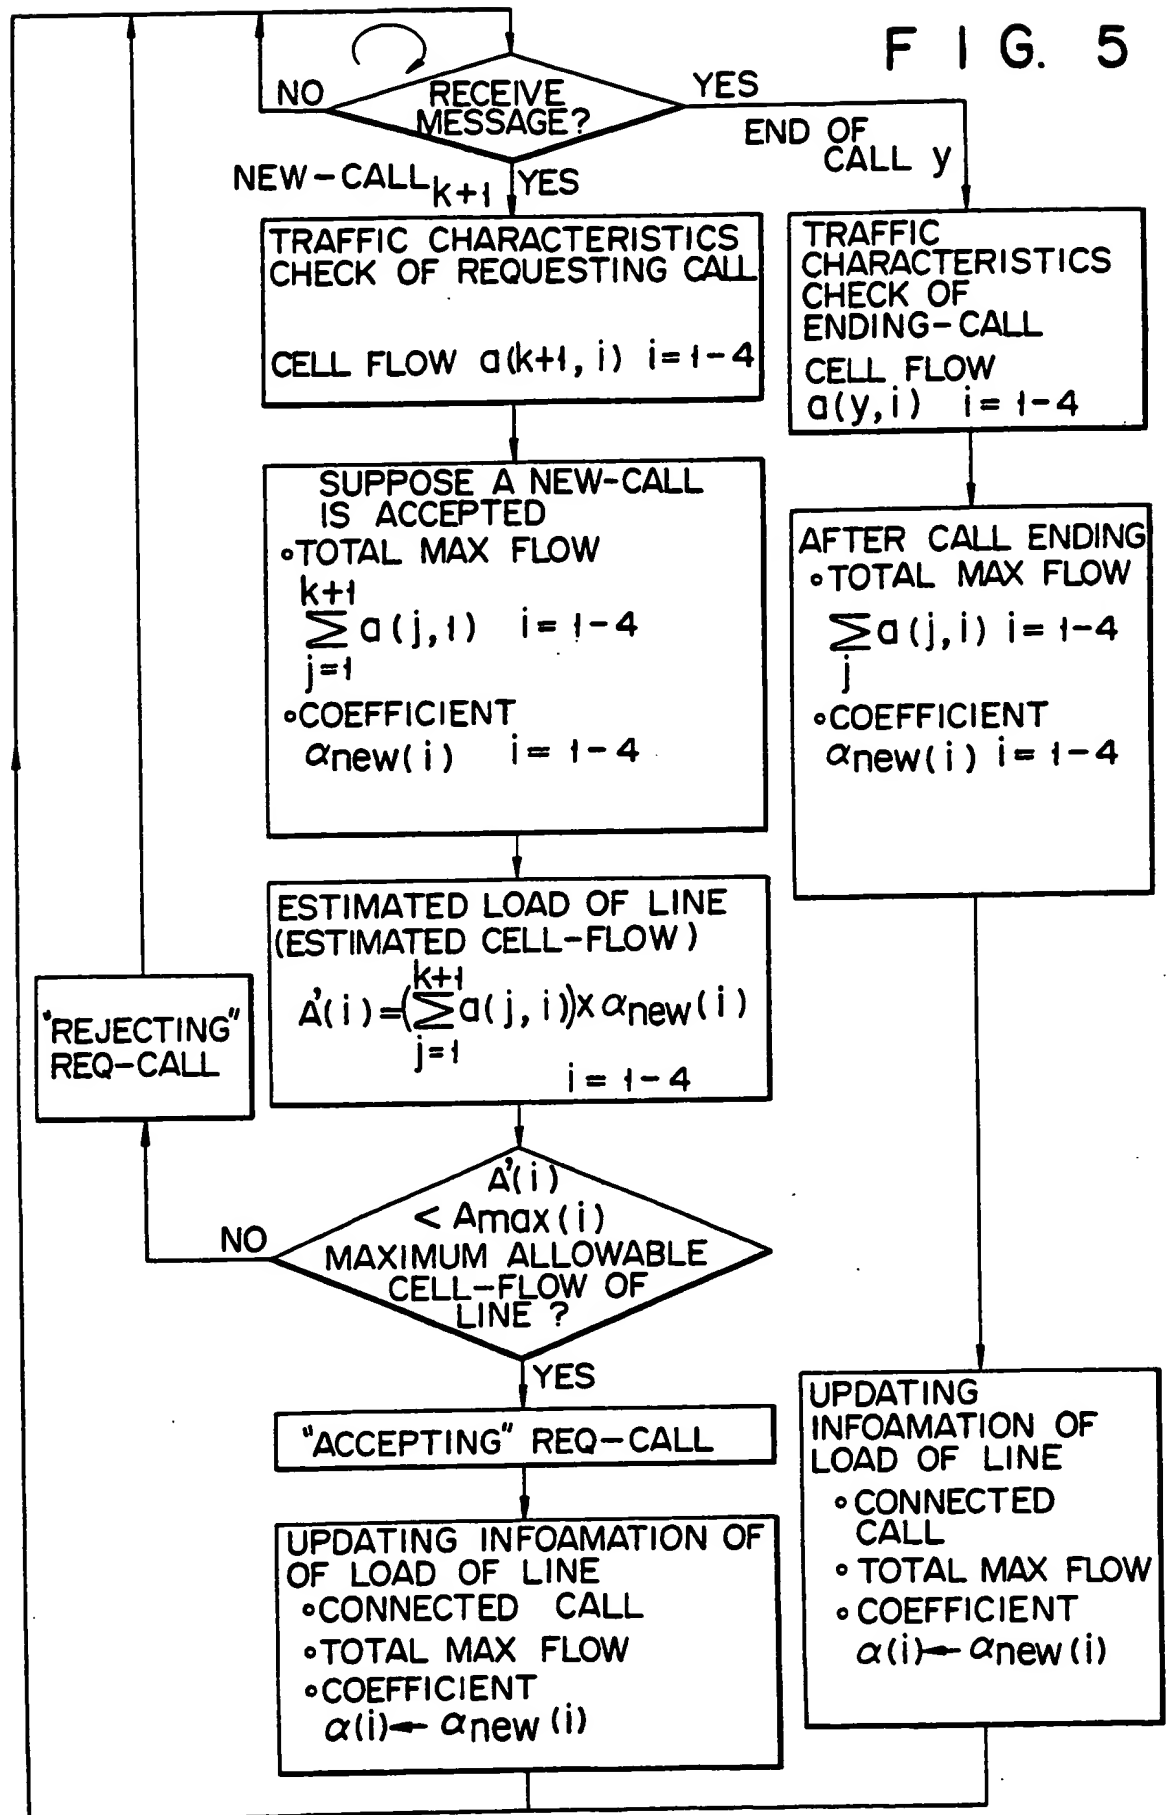 F I G. 5
RECEIVE
MESSAGE?
NO
YES
END OF
CALL y
NEW-CALL k+1
YES
TRAFFIC CHARACTERISTICS
CHECK OF REQUESTING CALL
CELL FLOW a(k+1, i) i=1-4
TRAFFIC
CHARACTERISTICS
CHECK OF
ENDING-CALL
CELL FLOW
a(y,i) i=1-4
SUPPOSE A NEW-CALL
IS ACCEPTED
∘TOTAL MAX FLOW
k+1
∑ a(j,1) i=1-4
j=1
∘COEFFICIENT
αnew(i) i=1-4
AFTER CALL ENDING
∘TOTAL MAX FLOW
∑a(j,i) i=1-4
j
∘COEFFICIENT
αnew(i) i=1-4
ESTIMATED LOAD OF LINE
(ESTIMATED CELL-FLOW)
k+1
A'(i)=(∑a(j,i))×αnew(i)
j=1
i=1-4
"REJECTING"
REQ-CALL
A'(i)
< Amax(i)
MAXIMUM ALLOWABLE
CELL-FLOW OF
LINE ?
NO
YES
"ACCEPTING" REQ-CALL
UPDATING INFOAMATION OF
OF LOAD OF LINE
∘CONNECTED CALL
∘TOTAL MAX FLOW
∘COEFFICIENT
α(i)← αnew(i)
UPDATING
INFOAMATION OF
LOAD OF LINE
∘CONNECTED
CALL
∘TOTAL MAX FLOW
∘COEFFICIENT
α(i)← αnew(i)